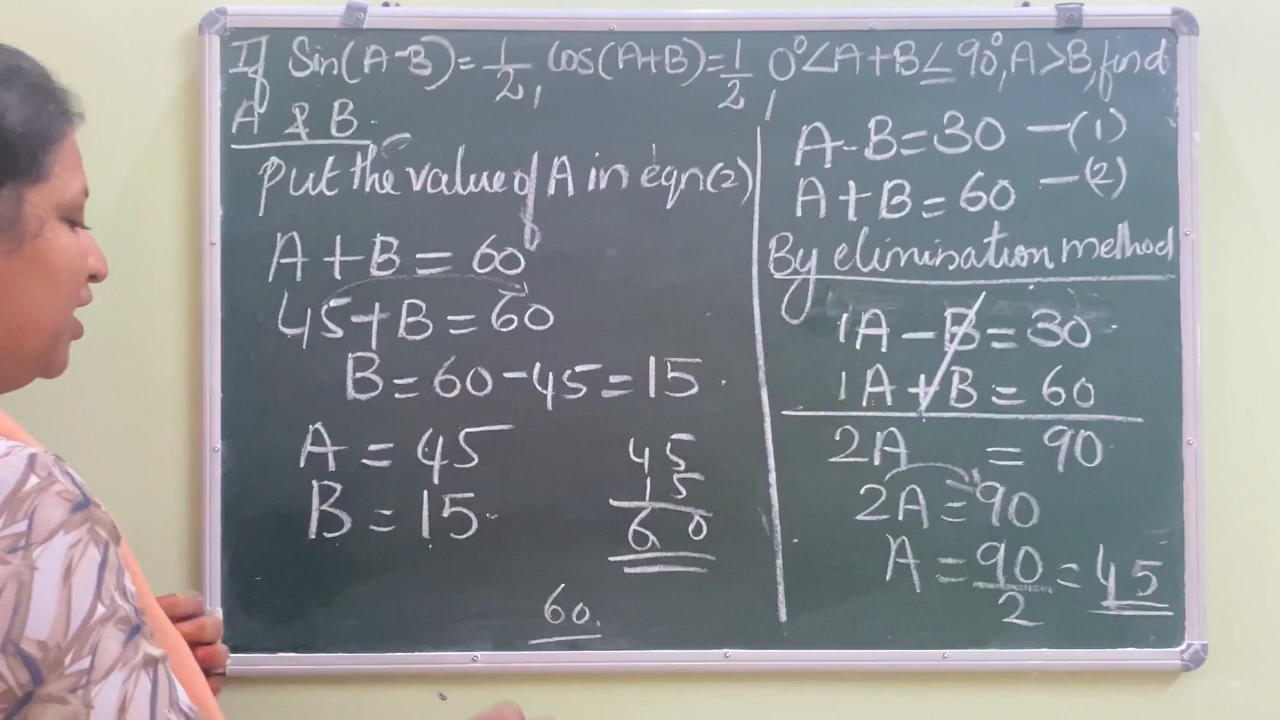 If Sin(A-B)=1/2, cos(A+B)=1/2, 0°<A+B≤90°, A>B, find
A & B.
Put the value of A in eqn(2)
A+B=60
45+B=60
B=60-45=15
A=45
B=15
45
15
60
60
A-B=30 -(1)
A+B=60 -(2)
By elimination method
1A-B=30
1A+B=60
2A =90
2A=90
A=90/2=45